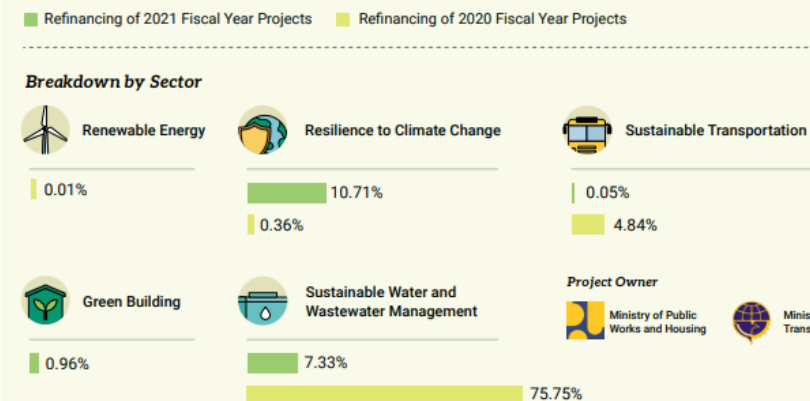 Refinancing of 2021 Fiscal Year Projects
Refinancing of 2020 Fiscal Year Projects
Breakdown by Sector
Renewable Energy
0.01%
Resilience to Climate Change
10.71%
0.36%
Sustainable Transportation
0.05%
4.84%
Green Building
0.96%
Sustainable Water and
Wastewater Management
7.33%
75.75%
Project Owner
Ministry of Public
Works and Housing